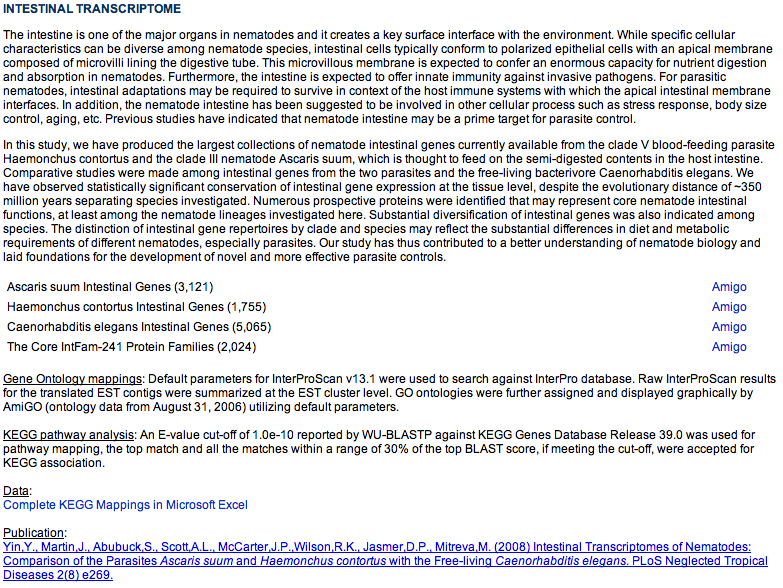 INTESTINAL TRANSCRIPTOME
The intestine is one of the major organs in nematodes and it creates a key surface interface with the environment. While specific cellular
characteristics can be diverse among nematode species, intestinal cells typically conform to polarized epithelial cells with an apical membrane
composed of microvilli lining the digestive tube. This microvillous membrane is expected to confer an enormous capacity for nutrient digestion
and absorption in nematodes. Furthermore, the intestine is expected to offer innate immunity against invasive pathogens. For parasitic
nematodes, intestinal adaptations may be required to survive in context of the host immune systems with which the apical intestinal membrane
interfaces. In addition, the nematode intestine has been suggested to be involved in other cellular process such as stress response, body size
control, aging, etc. Previous studies have indicated that nematode intestine may be a prime target for parasite control.
In this study, we have produced the largest collections of nematode intestinal genes currently available from the clade V blood-feeding parasite
Haemonchus contortus and the clade III nematode Ascaris suum, which is thought to feed on the semi-digested contents in the host intestine.
Comparative studies were made among intestinal genes from the two parasites and the free-living bacterivore Caenorhabditis elegans. We
have observed statistically significant conservation of intestinal gene expression at the tissue level, despite the evolutionary distance of ~350
million years separating species investigated. Numerous prospective proteins were identified that may represent core nematode intestinal
functions, at least among the nematode lineages investigated here. Substantial diversification of intestinal genes was also indicated among
species. The distinction of intestinal gene repertoires by clade and species may reflect the substantial differences in diet and metabolic
requirements of different nematodes, especially parasites. Our study has thus contributed to a better understanding of nematode biology and
laid foundations for the development of novel and more effective parasite controls.
Ascaris suum Intestinal Genes (3,121) Amigo
Haemonchus contortus Intestinal Genes (1,755) Amigo
Caenorhabditis elegans Intestinal Genes (5,065) Amigo
The Core IntFam-241 Protein Families (2,024) Amigo
Gene Ontology mappings: Default parameters for InterProScan v13.1 were used to search against InterPro database. Raw InterProScan results
for the translated EST contigs were summarized at the EST cluster level. GO ontologies were further assigned and displayed graphically by
AmiGO (ontology data from August 31, 2006) utilizing default parameters.
KEGG pathway analysis: An E-value cut-off of 1.0e-10 reported by WU-BLASTP against KEGG Genes Database Release 39.0 was used for
pathway mapping, the top match and all the matches within a range of 30% of the top BLAST score, if meeting the cut-off, were accepted for
KEGG association.
Data:
Complete KEGG Mappings in Microsoft Excel
Publication:
Yin,Y., Martin,J., Abubuck,S., Scott,A.L., McCarter,J.P.,Wilson,R.K., Jasmer,D.P., Mitreva,M. (2008) Intestinal Transcriptomes of Nematodes:
Comparison of the Parasites Ascaris suum and Haemonchus contortus with the Free-living Caenorhabditis elegans. PLoS Neglected Tropical
Diseases 2(8) e269.